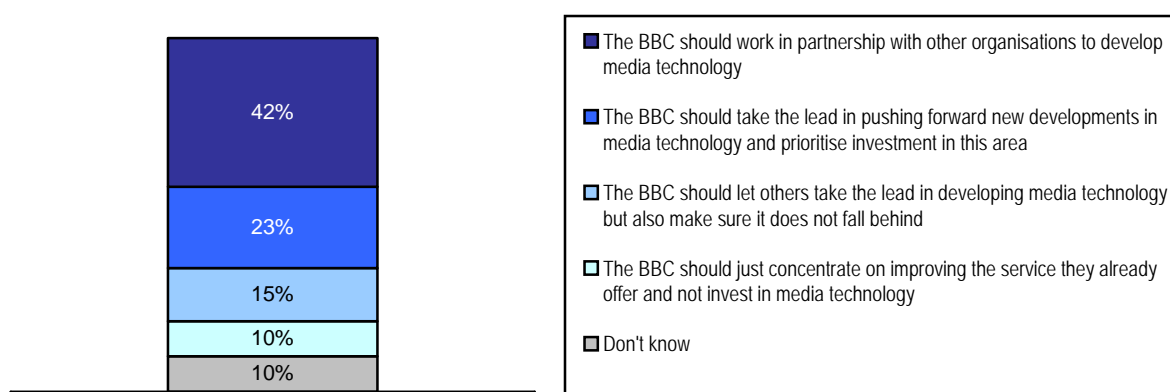 42%
23%
15%
10%
10%
The BBC should work in partnership with other organisations to develop
media technology
The BBC should take the lead in pushing forward new developments in
media technology and prioritise investment in this area
The BBC should let others take the lead in developing media technology
but also make sure it does not fall behind
The BBC should just concentrate on improving the service they already
offer and not invest in media technology
Don't know